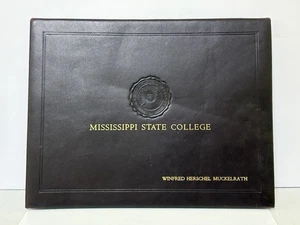 MISSISSIPPI STATE COLLEGE
WINFRED HERSCHEL MUCKELRATH